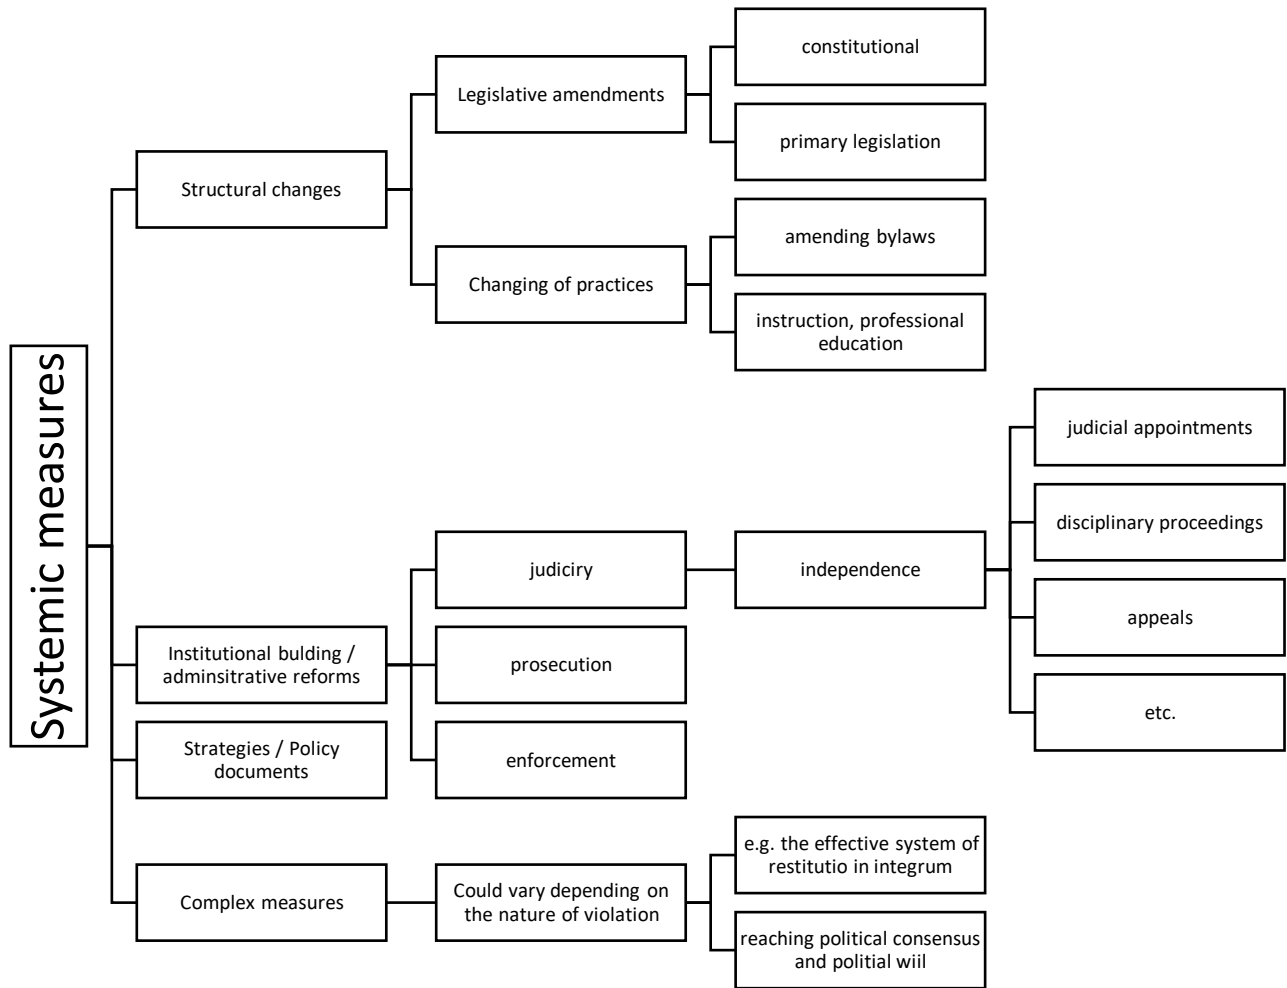 Systemic measures
Structural changes
Legislative amendments
constitutional
primary legislation
Changing of practices
amending bylaws
instruction, professional
education
Institutional bulding /
adminsitrative reforms
judiciry
independence
judicial appointments
disciplinary proceedings
appeals
etc.
prosecution
enforcement
Strategies / Policy
documents
Complex measures
Could vary depending on
the nature of violation
e.g. the effective system of
restitutio in integrum
reaching political consensus
and politial wiil